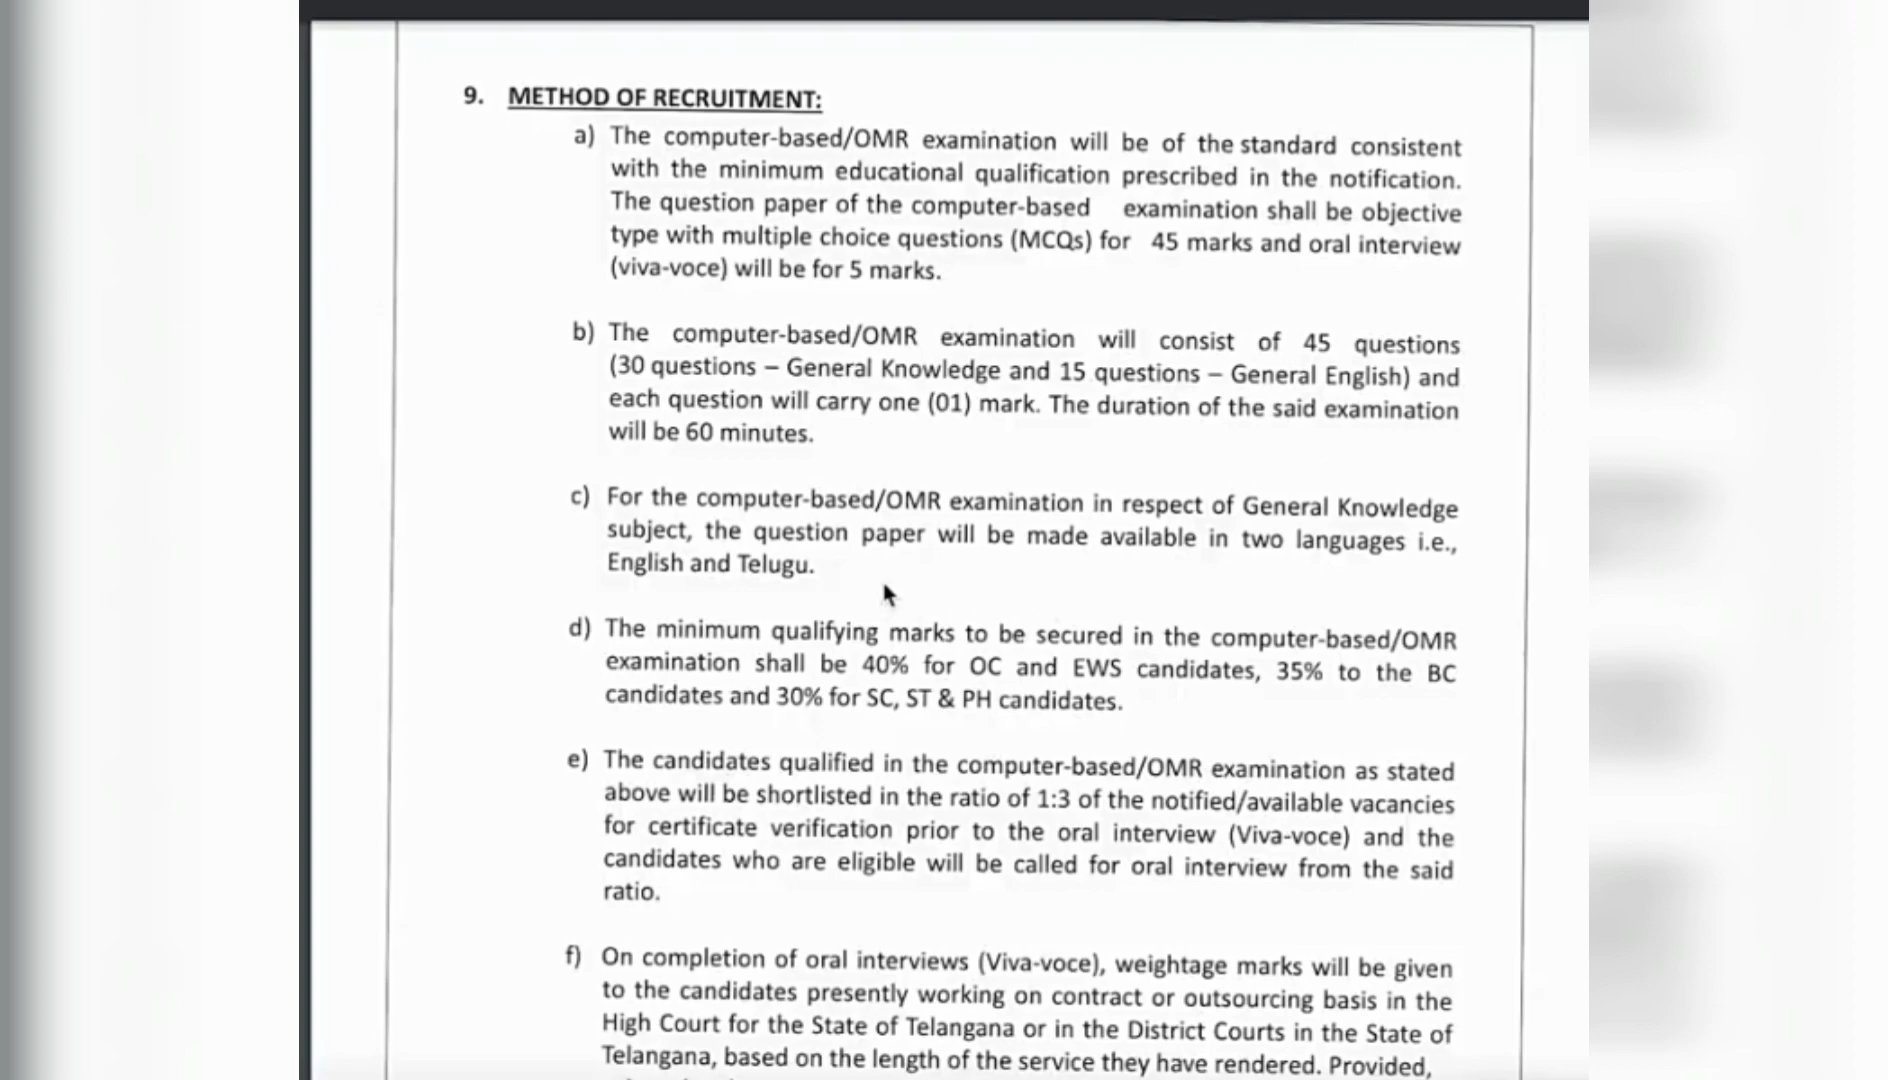 9. METHOD OF RECRUITMENT:
a) The computer-based/OMR examination will be of the standard consistent
with the minimum educational qualification prescribed in the notification.
The question paper of the computer-based examination shall be objective
type with multiple choice questions (MCQs) for 45 marks and oral interview
(viva-voce) will be for 5 marks.
b) The computer-based/OMR examination will consist of 45 questions
(30 questions – General Knowledge and 15 questions – General English) and
each question will carry one (01) mark. The duration of the said examination
will be 60 minutes.
c) For the computer-based/OMR examination in respect of General Knowledge
subject, the question paper will be made available in two languages i.e.,
English and Telugu.
d) The minimum qualifying marks to be secured in the computer-based/OMR
examination shall be 40% for OC and EWS candidates, 35% to the BC
candidates and 30% for SC, ST & PH candidates.
e) The candidates qualified in the computer-based/OMR examination as stated
above will be shortlisted in the ratio of 1:3 of the notified/available vacancies
for certificate verification prior to the oral interview (Viva-voce) and the
candidates who are eligible will be called for oral interview from the said
ratio.
f) On completion of oral interviews (Viva-voce), weightage marks will be given
to the candidates presently working on contract or outsourcing basis in the
High Court for the State of Telangana or in the District Courts in the State of
Telangana, based on the length of the service they have rendered. Provided,